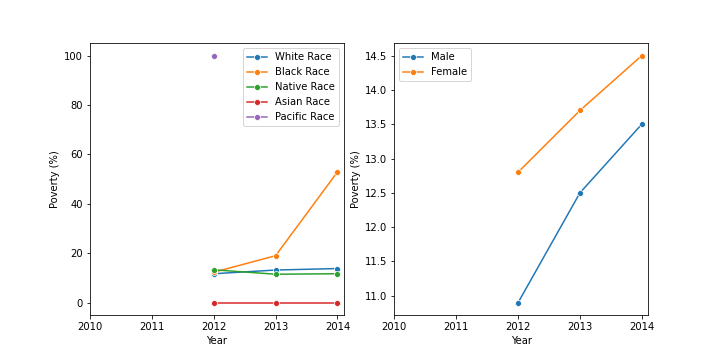 Poverty (%)
100
80
60
40
20
0
2010 2011 2012 2013 2014
Year
White Race
Black Race
Native Race
Asian Race
Pacific Race
Poverty (%)
14.5
14.0
13.5
13.0
12.5
12.0
11.5
11.0
2010 2011 2012 2013 2014
Year
Male
Female